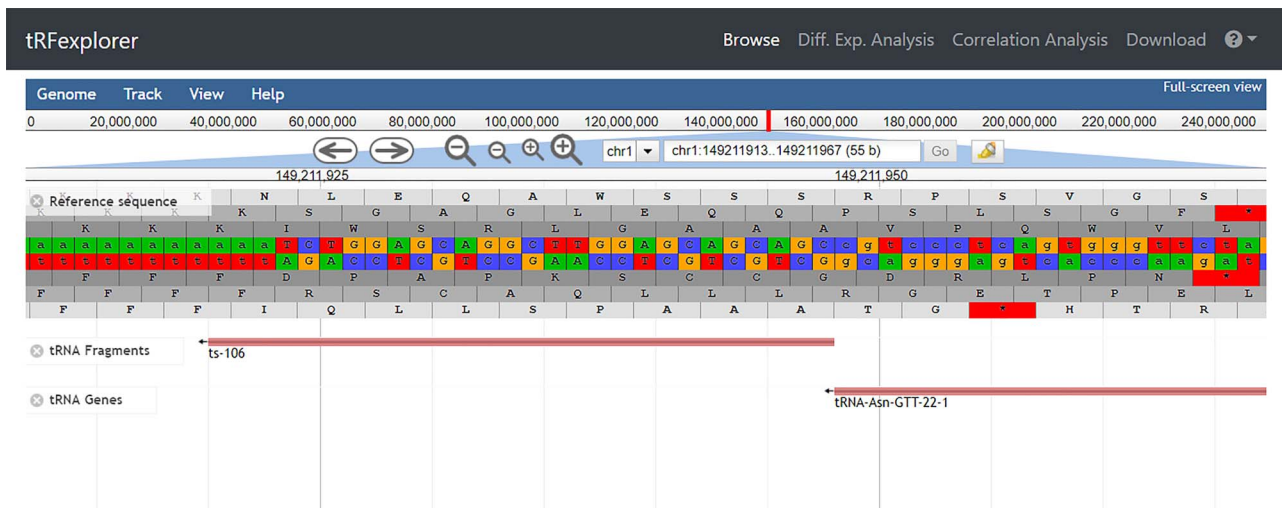 tRFexplorer
Browse Diff. Exp. Analysis Correlation Analysis Download ?
Genome Track View Help Full-screen view
0 20,000,000 40,000,000 60,000,000 80,000,000 100,000,000 120,000,000 140,000,000 160,000,000 180,000,000 200,000,000 220,000,000 240,000,000
chr1 chr1:149211913..149211967 (55 b) Go
149,211,925 149,211,950
Reference sequence
K N L E Q A W S S S R P S V G S
K K K K S G A G L E Q Q P S L S G F *
K K K I W S R L G A A A V P Q W V L
a a a a a a a a a a a T C T G G A G C A G G C T T G G A G C A G C A G C c g t c c c t c a g t g g g t t c t a
t t t t t t t t t t t A G A C C T C G T C C G A A C C T C G T C G T C G g c a g g g a g t c a c c c a a g a t
F F F D P A P K S C C G D R L P N *
F F F F R S C A Q L L L R G E T P E L
F F F I Q L L S P A A A T G * H T R
tRNA Fragments
ts-106
tRNA Genes
tRNA-Asn-GTT-22-1